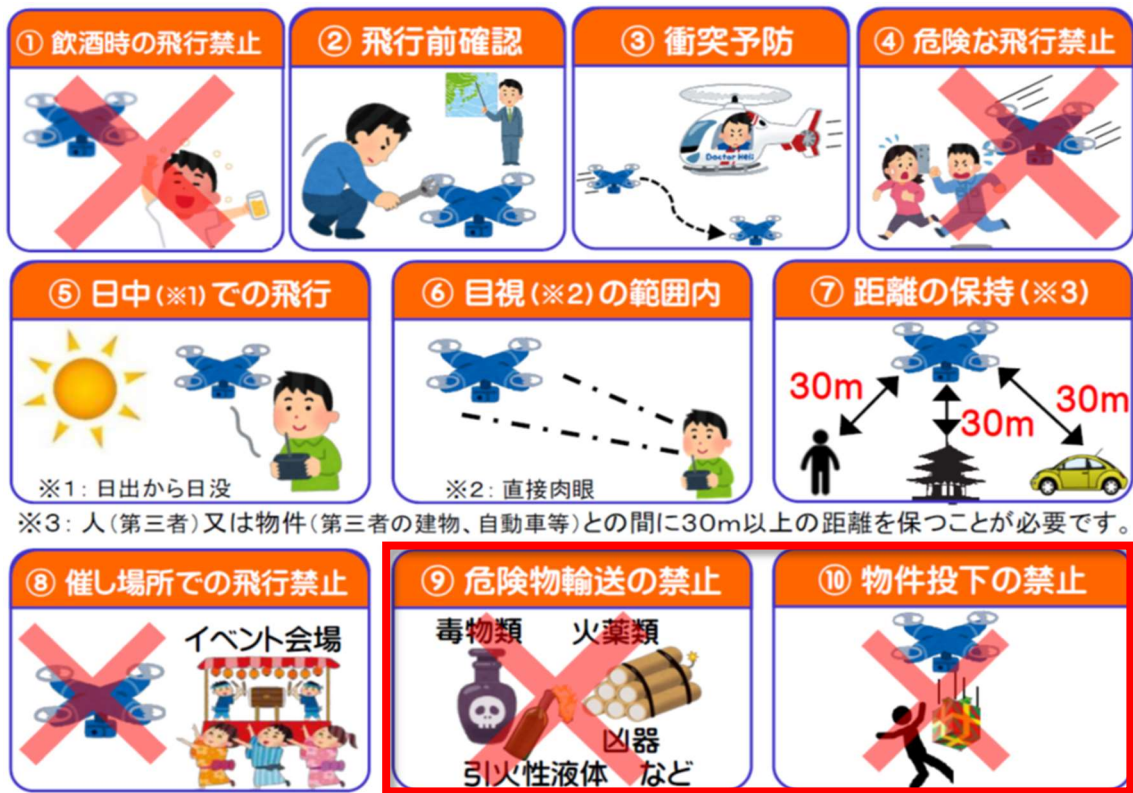 ① 飲酒時の飛行禁止
② 飛行前確認
③ 衝突予防
Doctor Heli
④ 危険な飛行禁止
⑤ 日中(※1)での飛行
※1：日出から日没
⑥ 目視(※2)の範囲内
※2：直接肉眼
⑦ 距離の保持(※3)
30m
30m
30m
※3：人(第三者)又は物件(第三者の建物、自動車等)との間に30m以上の距離を保つことが必要です。
⑧ 催し場所での飛行禁止
イベント会場
⑨ 危険物輸送の禁止
毒物類 火薬類
凶器
引火性液体 など
⑩ 物件投下の禁止